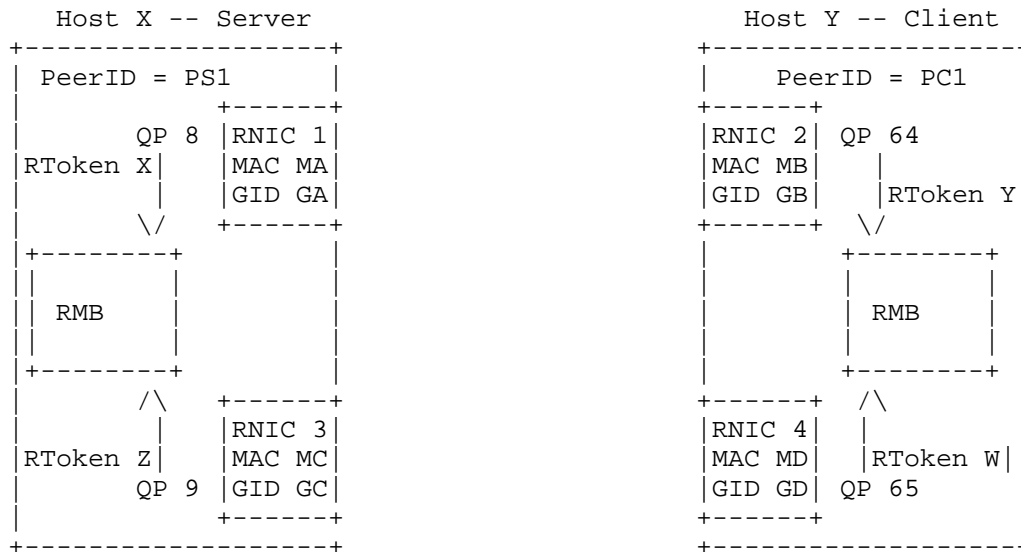 Host X -- Server Host Y -- Client
PeerID = PS1 PeerID = PC1
QP 8 RNIC 1 RNIC 2 QP 64
RToken X MAC MA MAC MB
GID GA GID GB RToken Y
RMB RMB
RNIC 3 RNIC 4
RToken Z MAC MC MAC MD RToken W
QP 9 GID GC GID GD QP 65